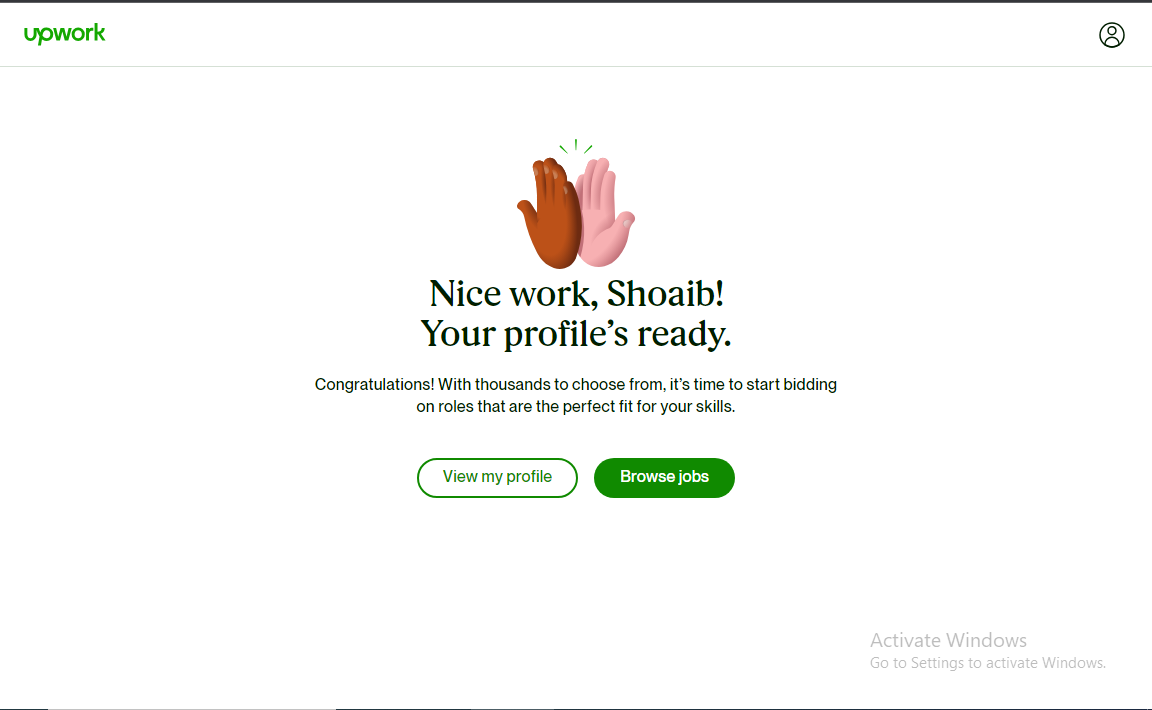 upwork
Nice work, Shoaib!
Your profile’s ready.
Congratulations! With thousands to choose from, it’s time to start bidding
on roles that are the perfect fit for your skills.
View my profile
Browse jobs
Activate Windows
Go to Settings to activate Windows.